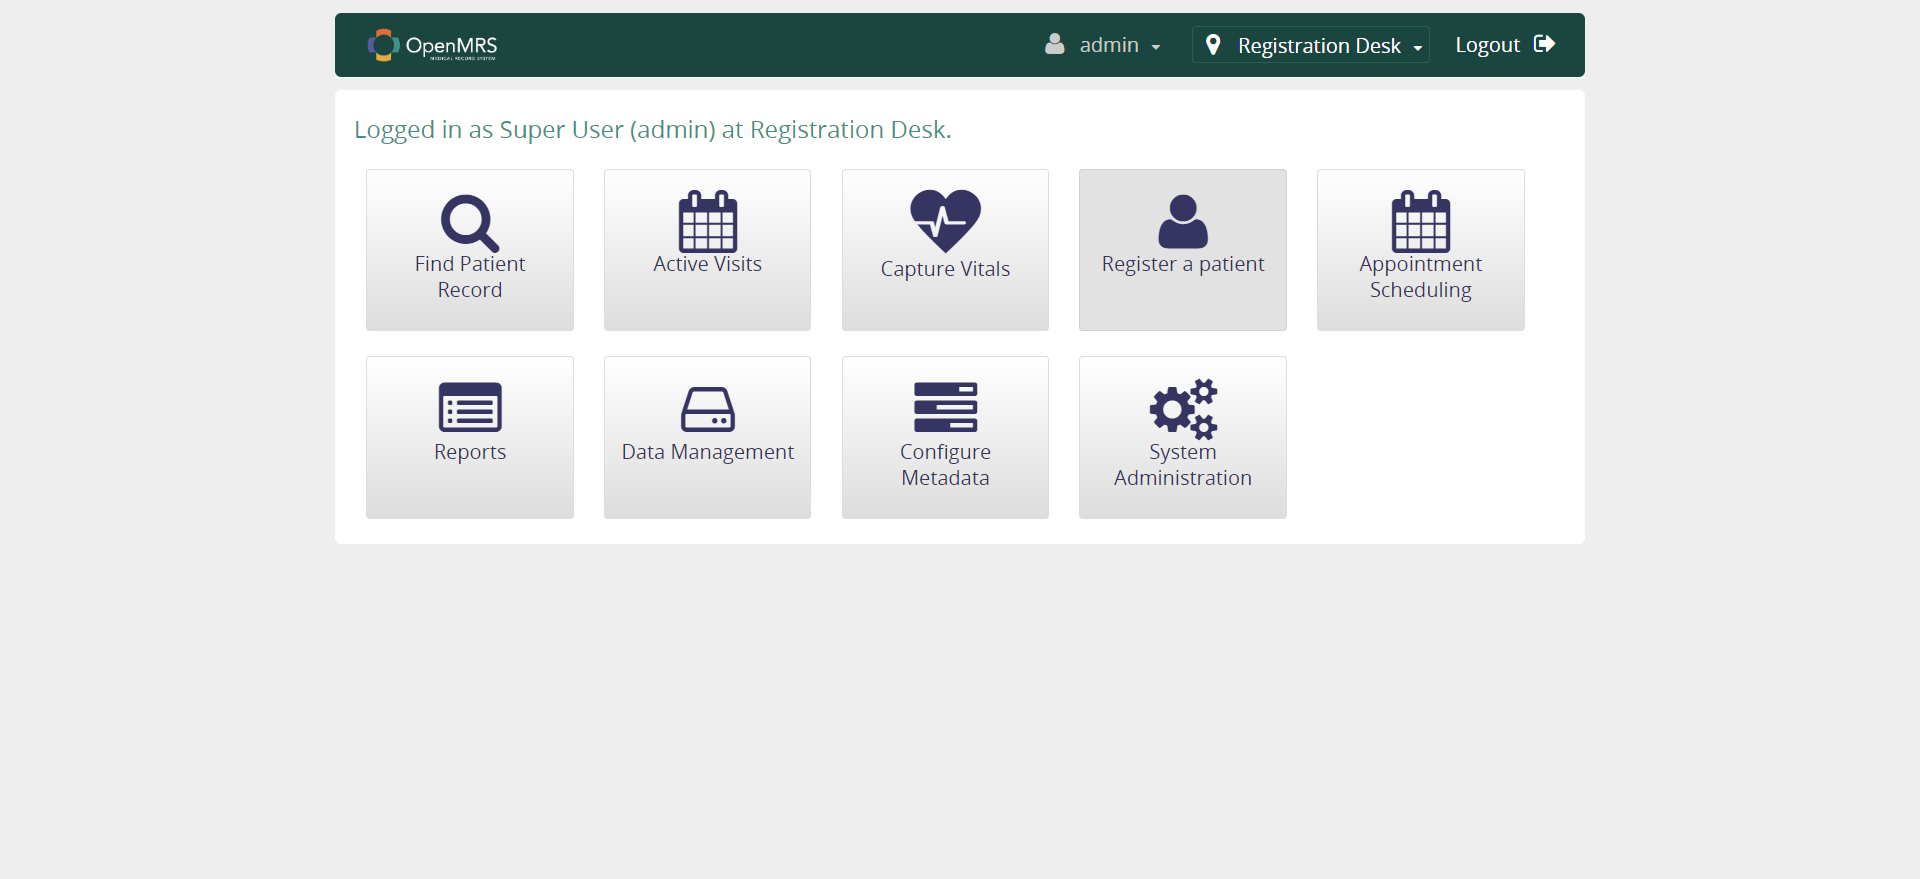 OpenMRS
MEDICAL RECORD SYSTEM
admin
Registration Desk
Logout
Logged in as Super User (admin) at Registration Desk.
Find Patient
Record
Active Visits
Capture Vitals
Register a patient
Appointment
Scheduling
Reports
Data Management
Configure
Metadata
System
Administration